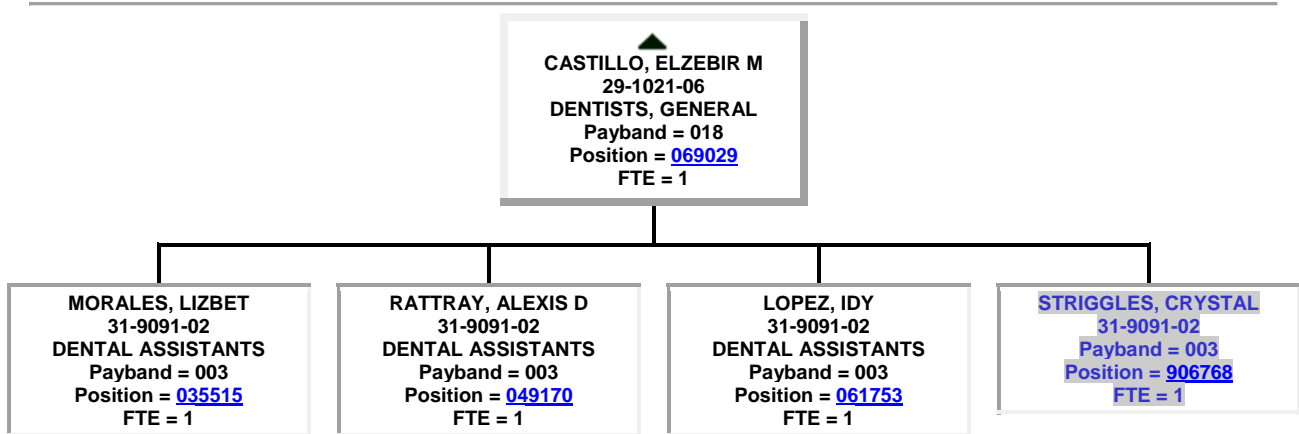 CASTILLO, ELZEBIR M
29-1021-06
DENTISTS, GENERAL
Payband = 018
Position = 069029
FTE = 1
MORALES, LIZBET
31-9091-02
DENTAL ASSISTANTS
Payband = 003
Position = 035515
FTE = 1
RATTRAY, ALEXIS D
31-9091-02
DENTAL ASSISTANTS
Payband = 003
Position = 049170
FTE = 1
LOPEZ, IDY
31-9091-02
DENTAL ASSISTANTS
Payband = 003
Position = 061753
FTE = 1
STRIGGLES, CRYSTAL
31-9091-02
Payband = 003
Position = 906768
FTE = 1